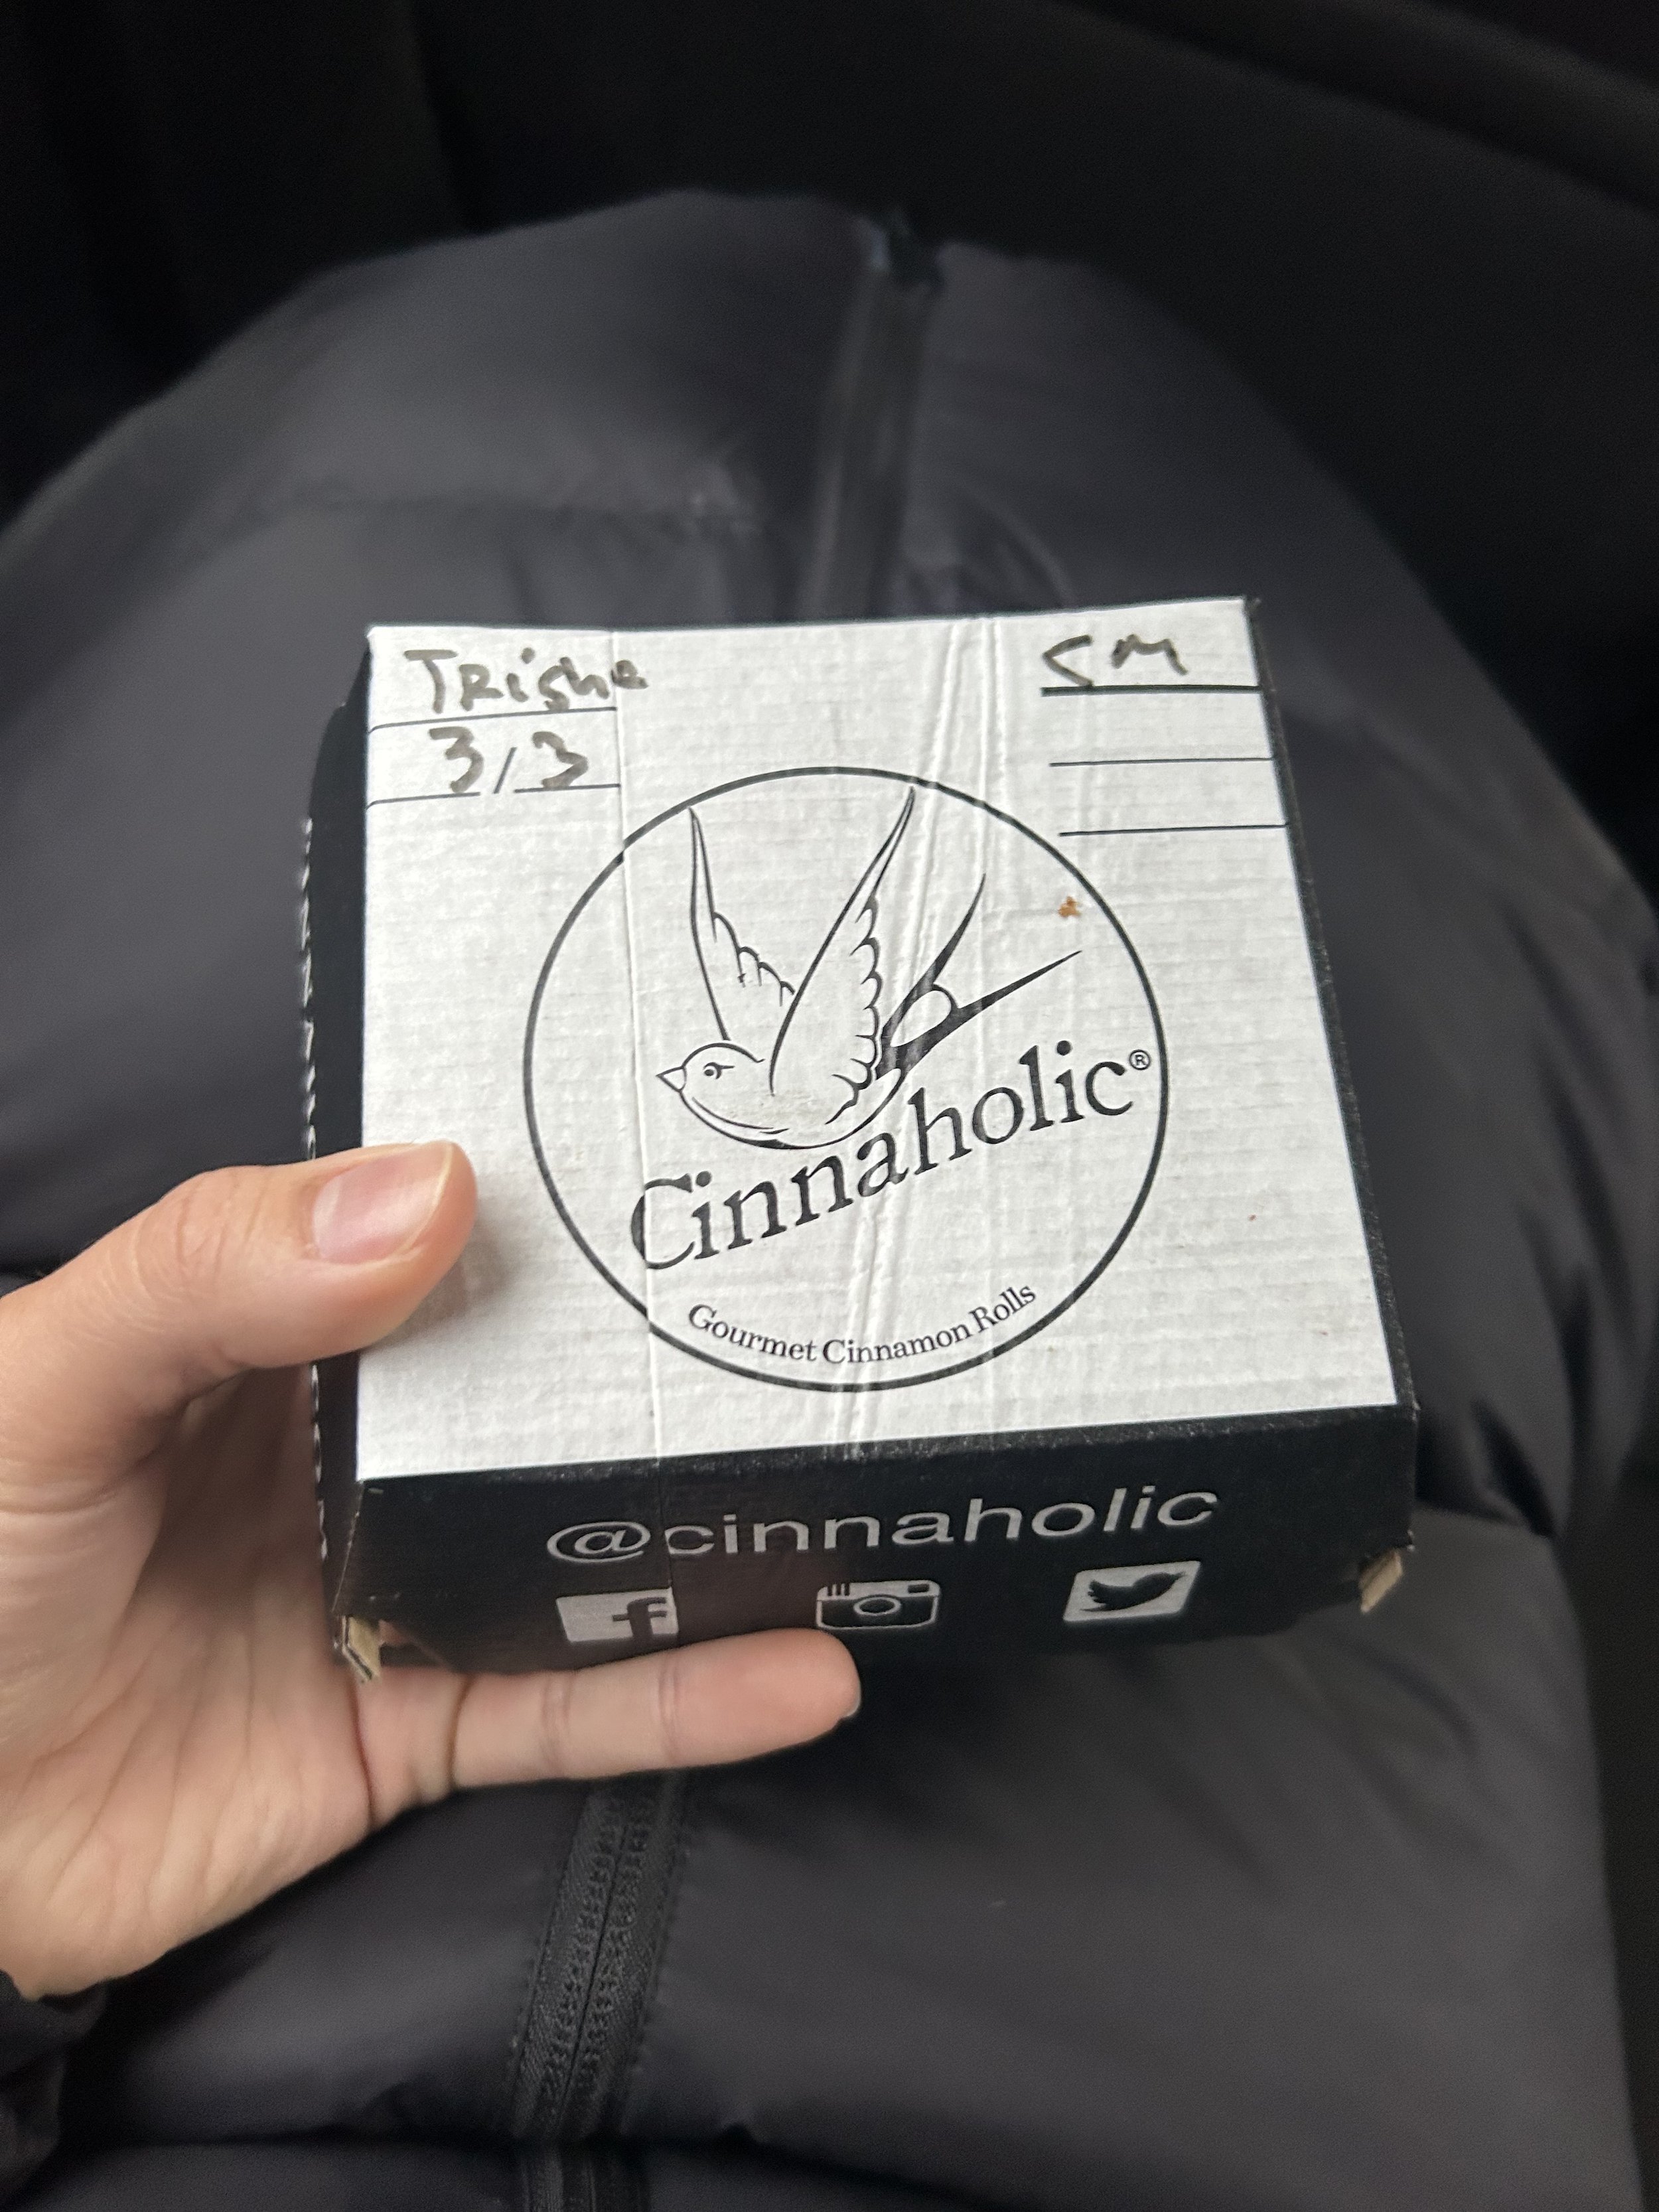 Trisha
SM
3/3
Cinnaholic®
Gourmet Cinnamon Rolls
@cinnaholic
f